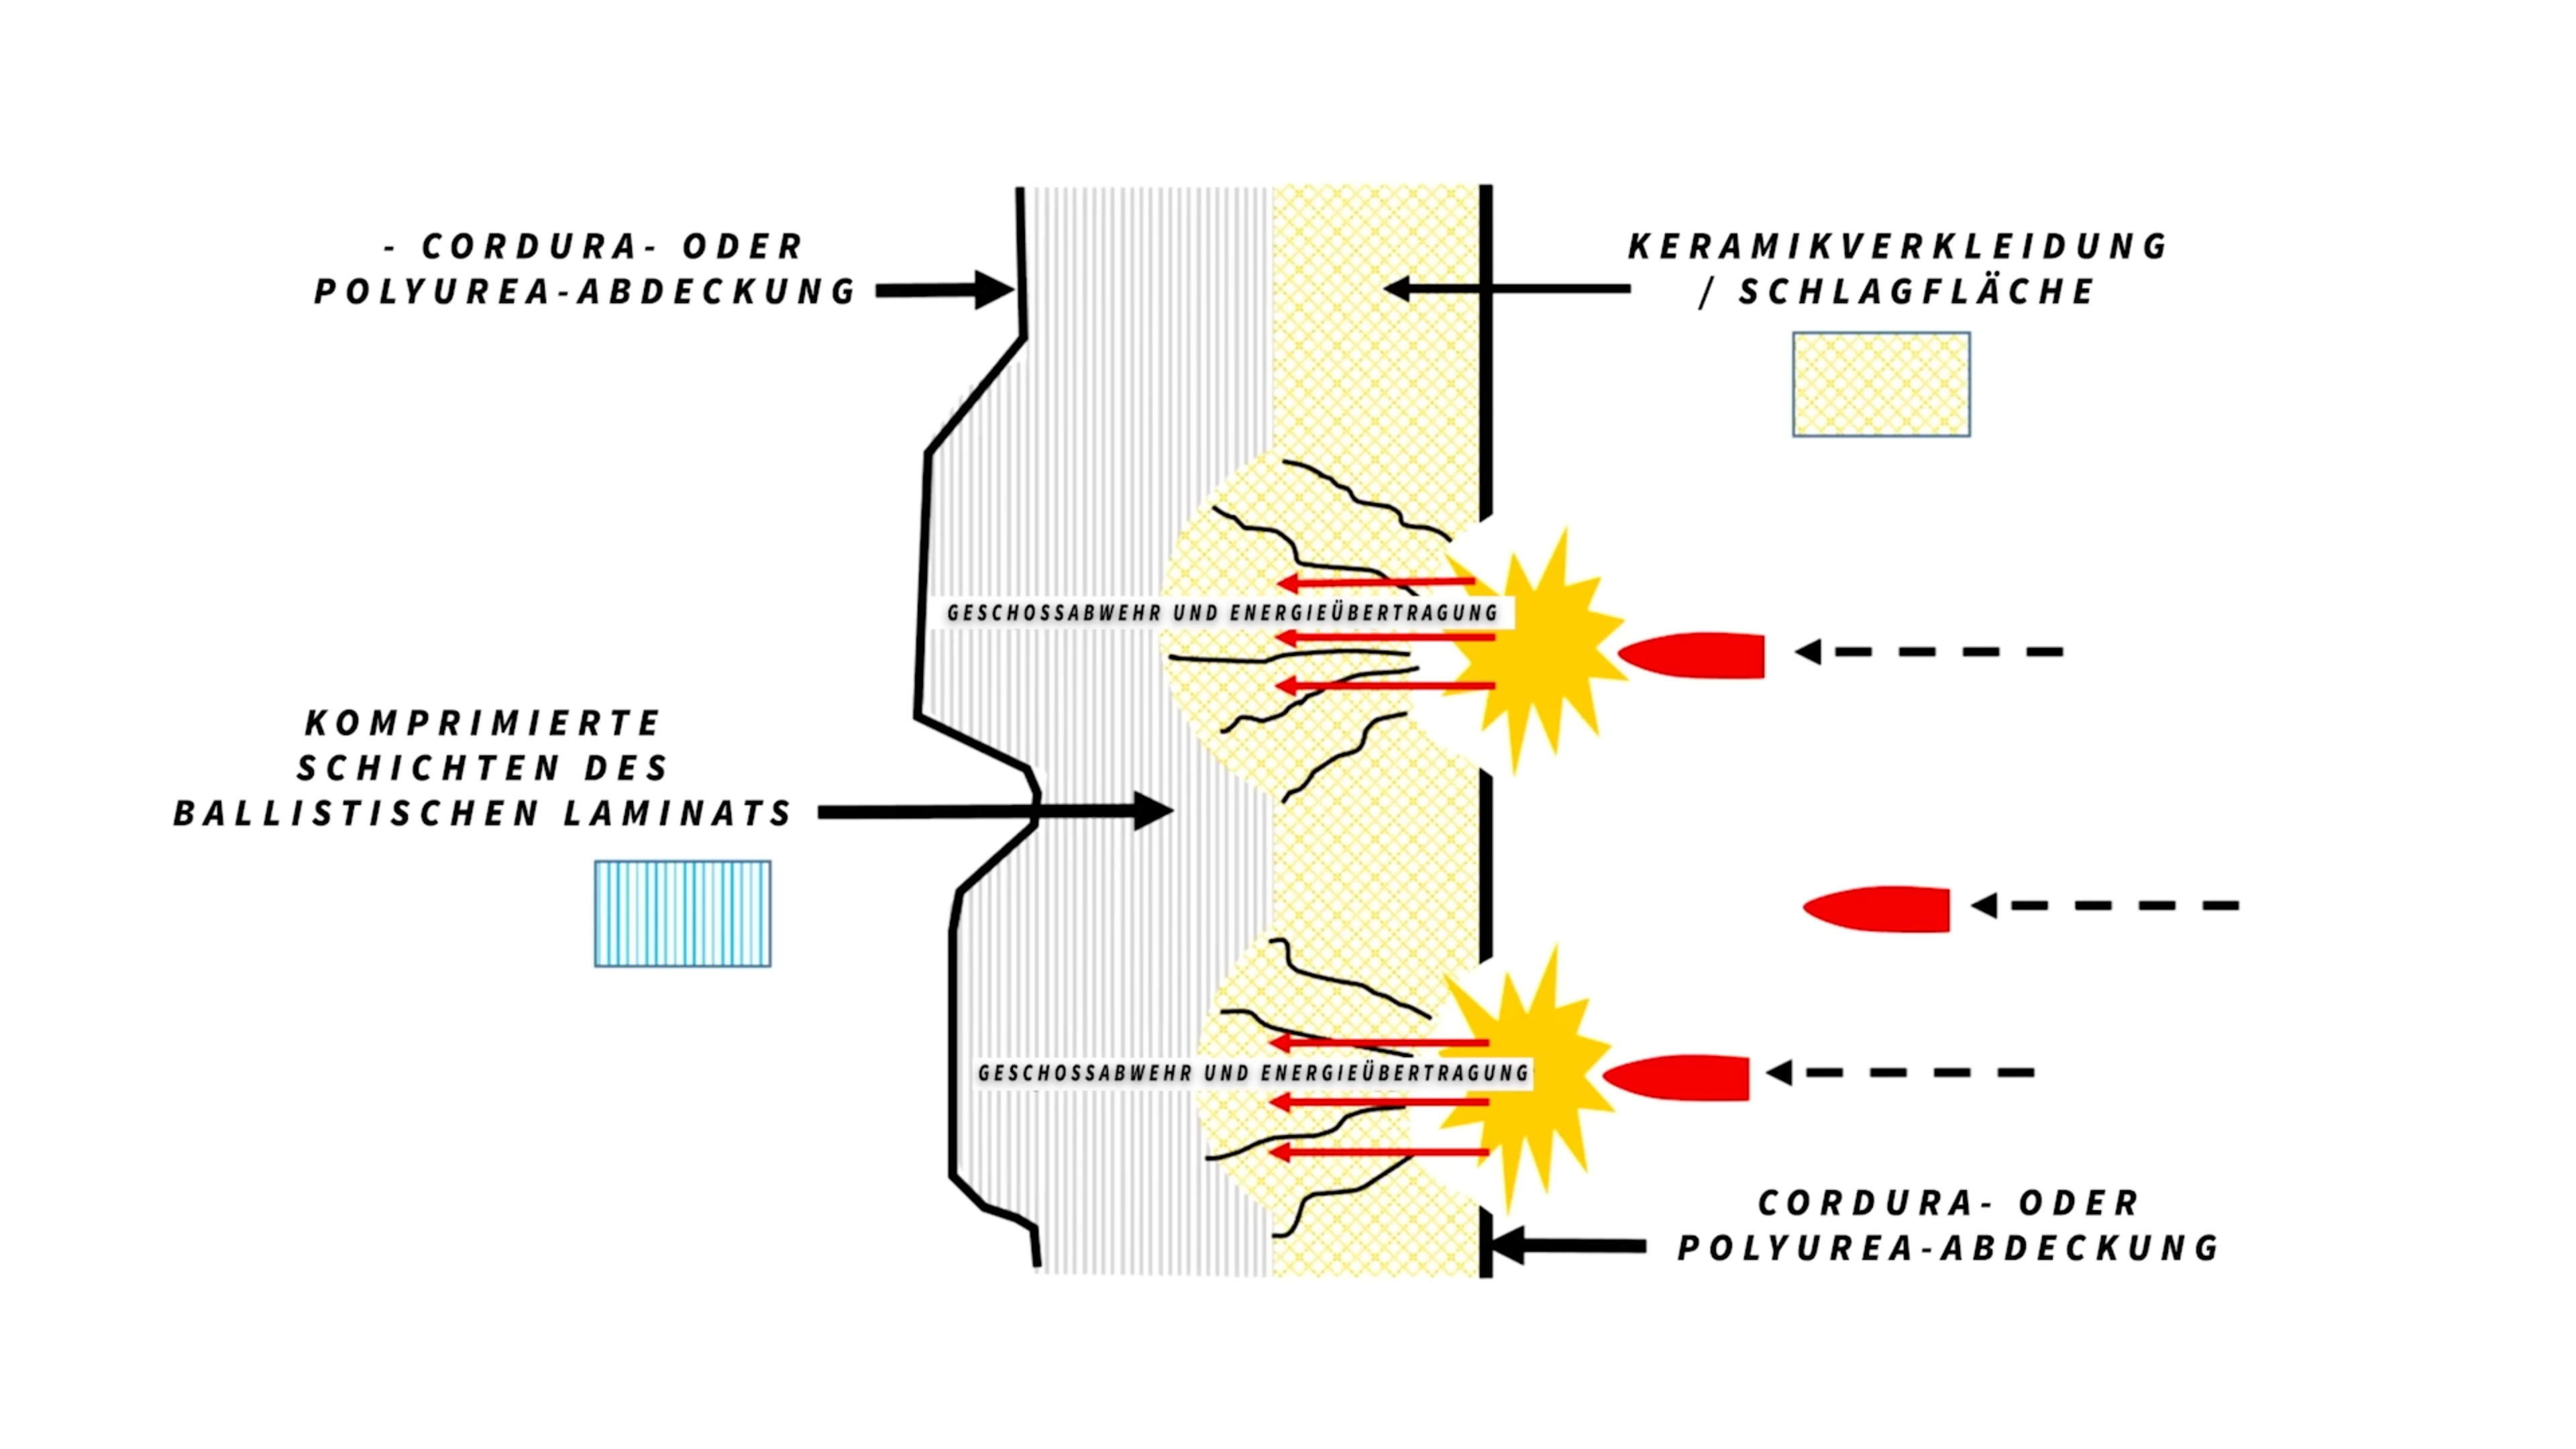 - CORDURA- ODER
POLYUREA-ABDECKUNG
KERAMIKVERKLEIDUNG
/ SCHLAGFLÄCHE
GESCHOSSABWEHR UND ENERGIEÜBERTRAGUNG
KOMPRIMIERTE
SCHICHTEN DES
BALLISTISCHEN LAMINATS
GESCHOSSABWEHR UND ENERGIEÜBERTRAGUNG
CORDURA- ODER
POLYUREA-ABDECKUNG